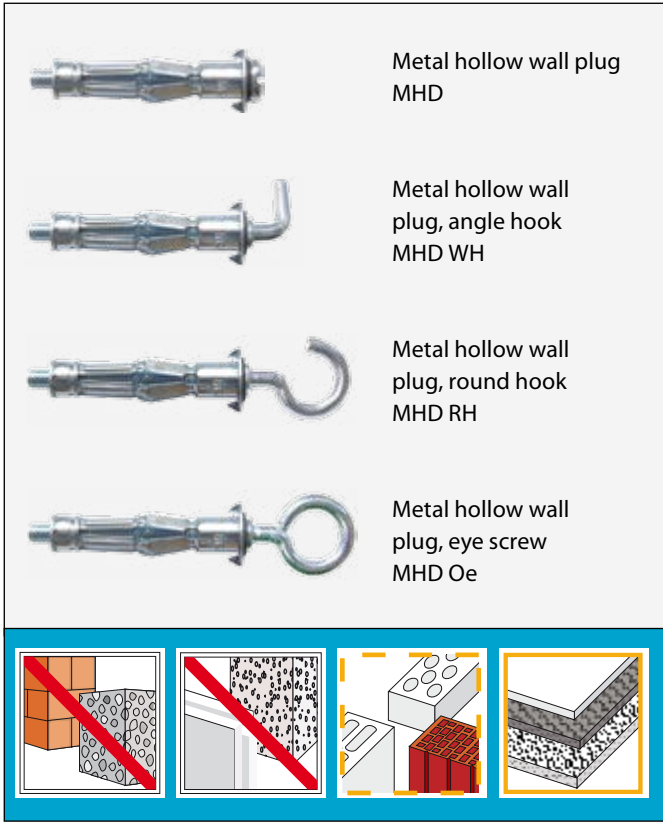 Metal hollow wall plug
MHD
Metal hollow wall
plug, angle hook
MHD WH
Metal hollow wall
plug, round hook
MHD RH
Metal hollow wall
plug, eye screw
MHD Oe